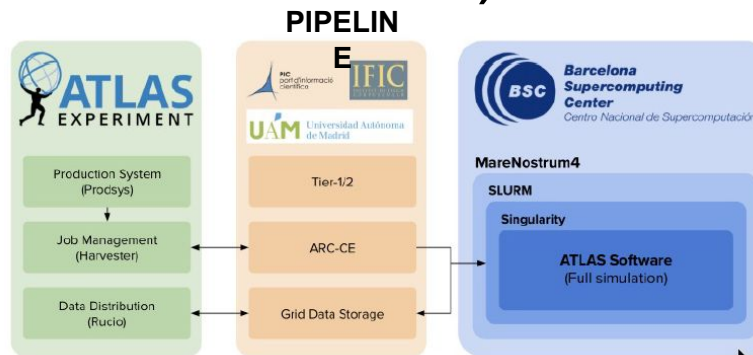 PIPELIN
E
ATLAS
EXPERIMENT
Production System
(Prodsys)
Job Management
(Harvester)
Data Distribution
(Rucio)
PIC
port d'informació
científica
IFIC
UAM Universidad Autónoma
de Madrid
Tier-1/2
ARC-CE
Grid Data Storage
BSC
Barcelona
Supercomputing
Center
Centro Nacional de Supercomputación
MareNostrum4
SLURM
Singularity
ATLAS Software
(Full simulation)